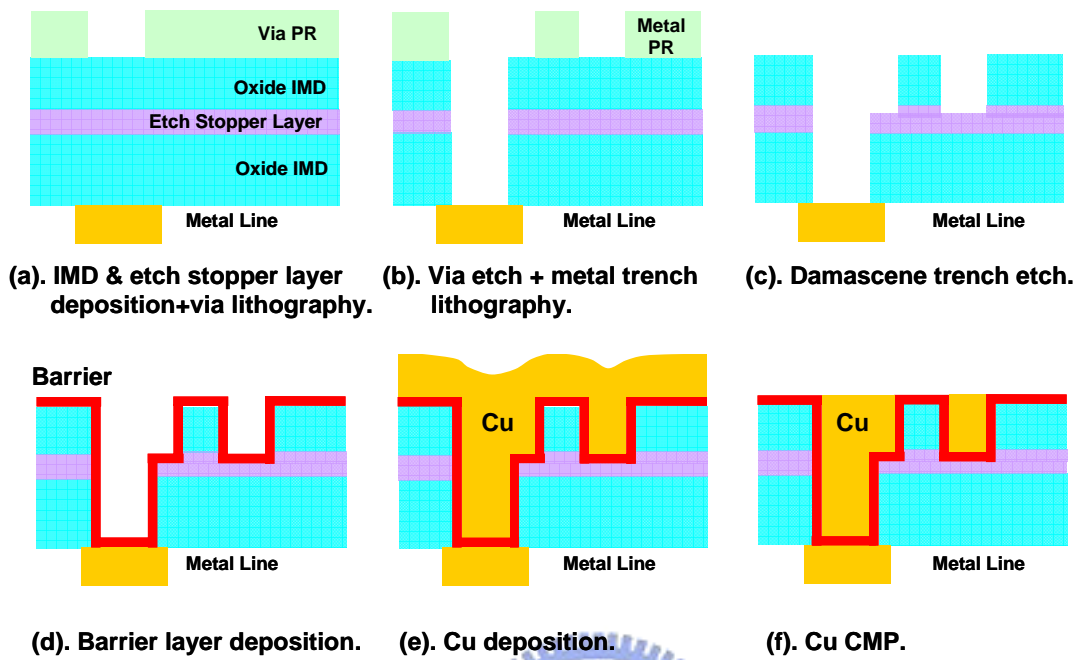 Via PR
Oxide IMD
Etch Stopper Layer
Oxide IMD
Metal Line
(a). IMD & etch stopper layer
deposition+via lithography.
Metal
PR
Metal Line
(b). Via etch + metal trench
lithography.
Metal Line
(c). Damascene trench etch.
Barrier
Metal Line
(d). Barrier layer deposition.
Cu
Metal Line
(e). Cu deposition.
Cu
Metal Line
(f). Cu CMP.